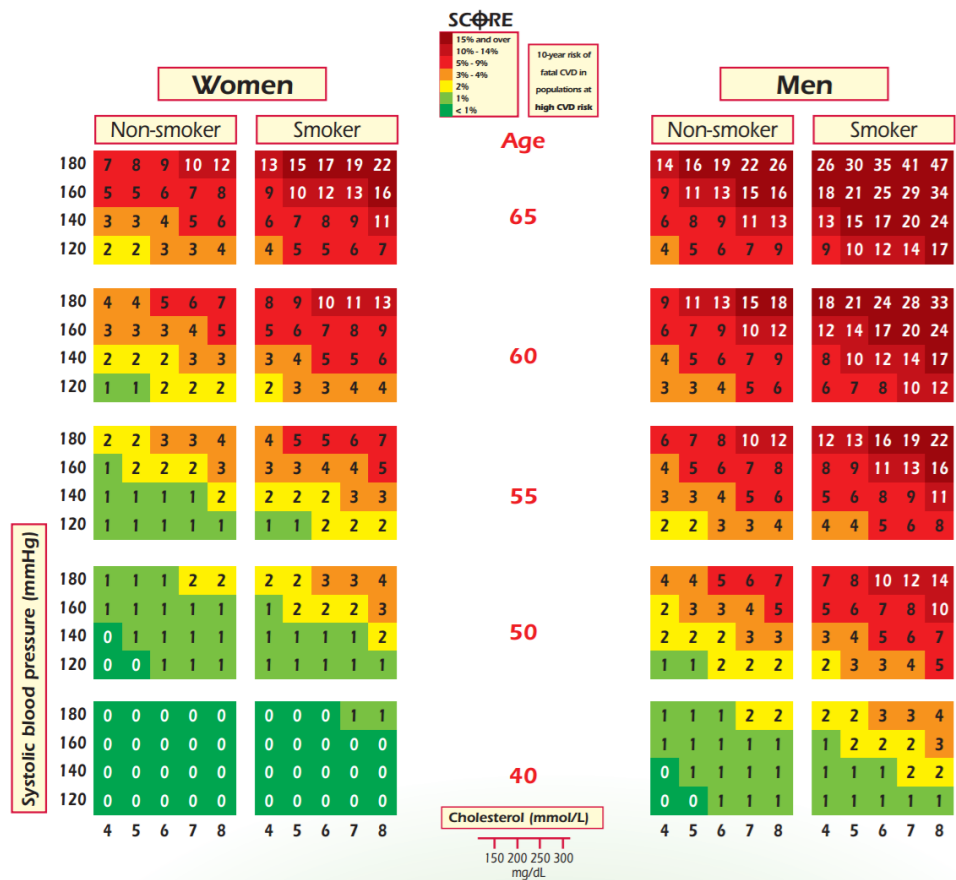 SCORE
15% and over
10% - 14%
5% - 9%
3% - 4%
2%
1%
< 1%
10-year risk of
fatal CVD in
populations at
high CVD risk
Women
Men
Non-smoker Smoker Age Non-smoker Smoker
180 7 8 9 10 12 13 15 17 19 22 14 16 19 22 26 26 30 35 41 47
160 5 5 6 7 8 9 10 12 13 16 9 11 13 15 16 18 21 25 29 34
65
140 3 3 4 5 6 6 7 8 9 11 6 8 9 11 13 13 15 17 20 24
120 2 2 3 3 4 4 5 5 6 7 4 5 6 7 9 9 10 12 14 17
180 4 4 5 6 7 8 9 10 11 13 9 11 13 15 18 18 21 24 28 33
160 3 3 3 4 5 5 6 7 8 9 6 7 9 10 12 12 14 17 20 24
60
140 2 2 2 3 3 3 4 5 5 6 4 5 6 7 9 8 10 12 14 17
120 1 1 2 2 2 2 3 3 4 4 3 3 4 5 6 6 7 8 10 12
180 2 2 3 3 4 4 5 5 6 7 6 7 8 10 12 12 13 16 19 22
160 1 2 2 2 3 3 3 4 4 5 4 5 6 7 8 8 9 11 13 16
55
140 1 1 1 1 2 2 2 2 3 3 3 3 4 5 6 5 6 8 9 11
120 1 1 1 1 1 1 1 2 2 2 2 2 3 3 4 4 4 5 6 8
180 1 1 1 2 2 2 2 3 3 4 4 4 5 6 7 7 8 10 12 14
160 1 1 1 1 1 1 2 2 2 3 2 3 3 4 5 5 6 7 8 10
50
140 0 1 1 1 1 1 1 1 1 2 2 2 2 3 3 3 4 5 6 7
120 0 0 1 1 1 1 1 1 1 1 1 1 2 2 2 2 3 3 4 5
180 0 0 0 0 0 0 0 0 1 1 1 1 1 2 2 2 2 3 3 4
160 0 0 0 0 0 0 0 0 0 0 1 1 1 1 1 1 2 2 2 3
40
140 0 0 0 0 0 0 0 0 0 0 0 1 1 1 1 1 1 1 2 2
120 0 0 0 0 0 0 0 0 0 0 0 0 1 1 1 1 1 1 1 1
4 5 6 7 8 4 5 6 7 8 4 5 6 7 8 4 5 6 7 8
Systolic blood pressure (mmHg)
Cholesterol (mmol/L)
150 200 250 300
mg/dL